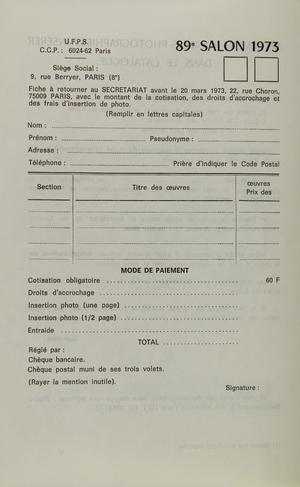 U.F.P.S.
C.C.P. : 6024-62 Paris
89e SALON 1973
Siège Social :
9, rue Berryer, PARIS (8e)
Fiche à retourner au SECRETARIAT avant le 20 mars 1973, 22, rue Choron,
75009 PARIS, avec le montant de la cotisation, des droits d'accrochage et
des frais d'insertion de photo.
(Remplir en lettres capitales)
Nom :
Prénom : Pseudonyme :
Adresse :
Téléphone : Prière d'indiquer le Code Postal
Section Titre des œuvres œuvres
Prix des
MODE DE PAIEMENT
Cotisation obligatoire 60 F
Droits d'accrochage
Insertion photo (une page)
Insertion photo (1/2 page)
Entraide
TOTAL
Réglé par :
Chèque bancaire.
Chèque postal muni de ses trois volets.
(Rayer la mention inutile).
Signature :